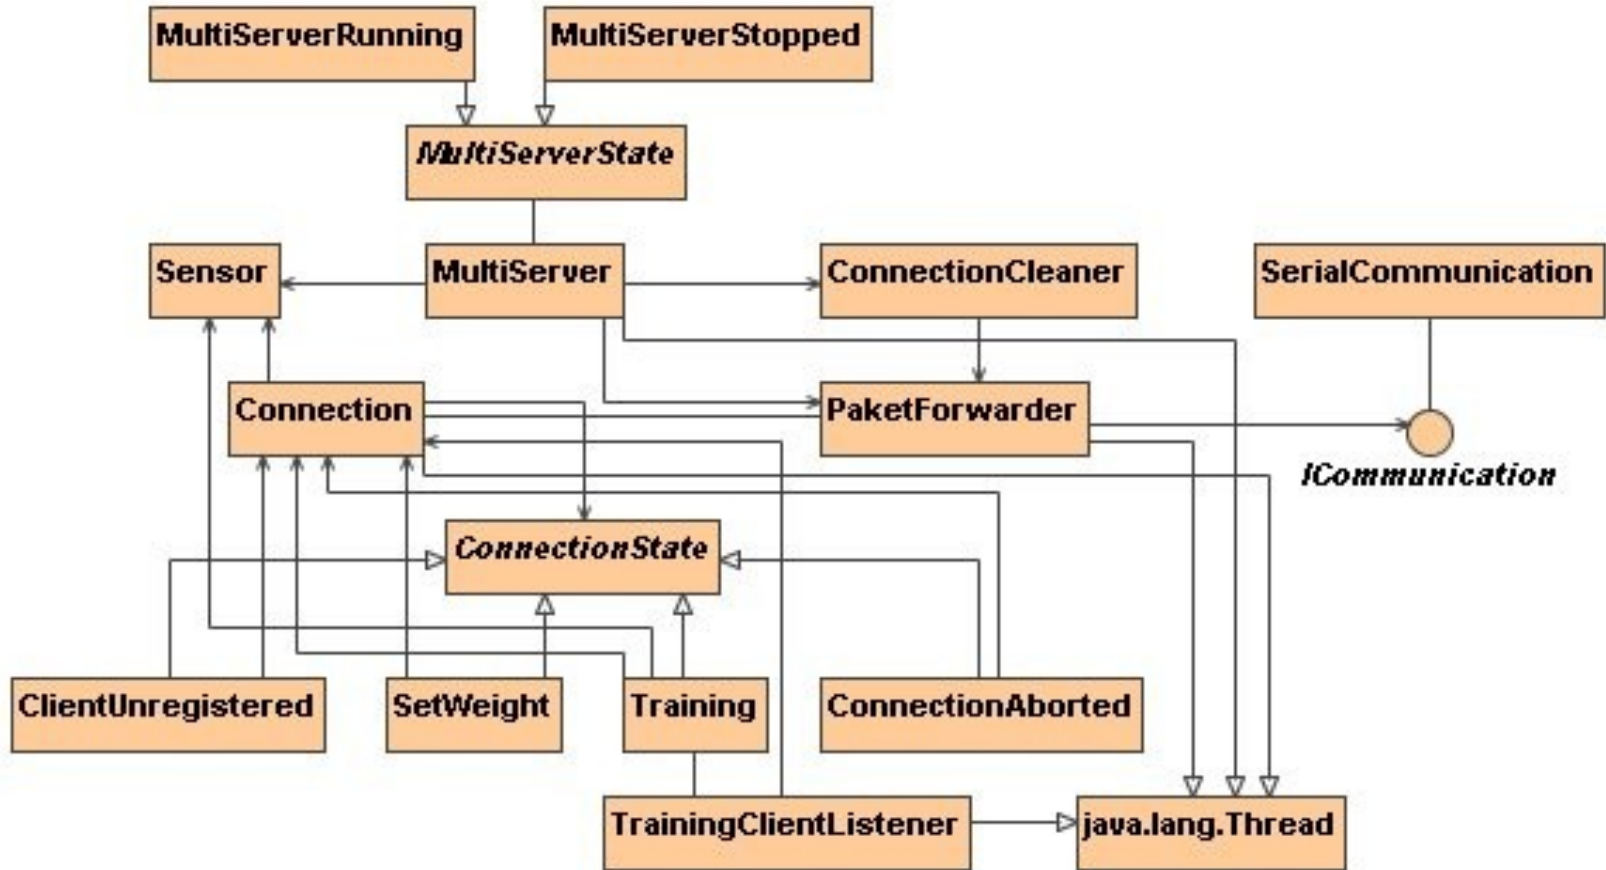 MultiServerRunning
MultiServerStopped
MultiServerState
Sensor
MultiServer
ConnectionCleaner
SerialCommunication
Connection
PaketForwarder
ICommunication
ConnectionState
ClientUnregistered
SetWeight
Training
ConnectionAborted
TrainingClientListener
java.lang.Thread